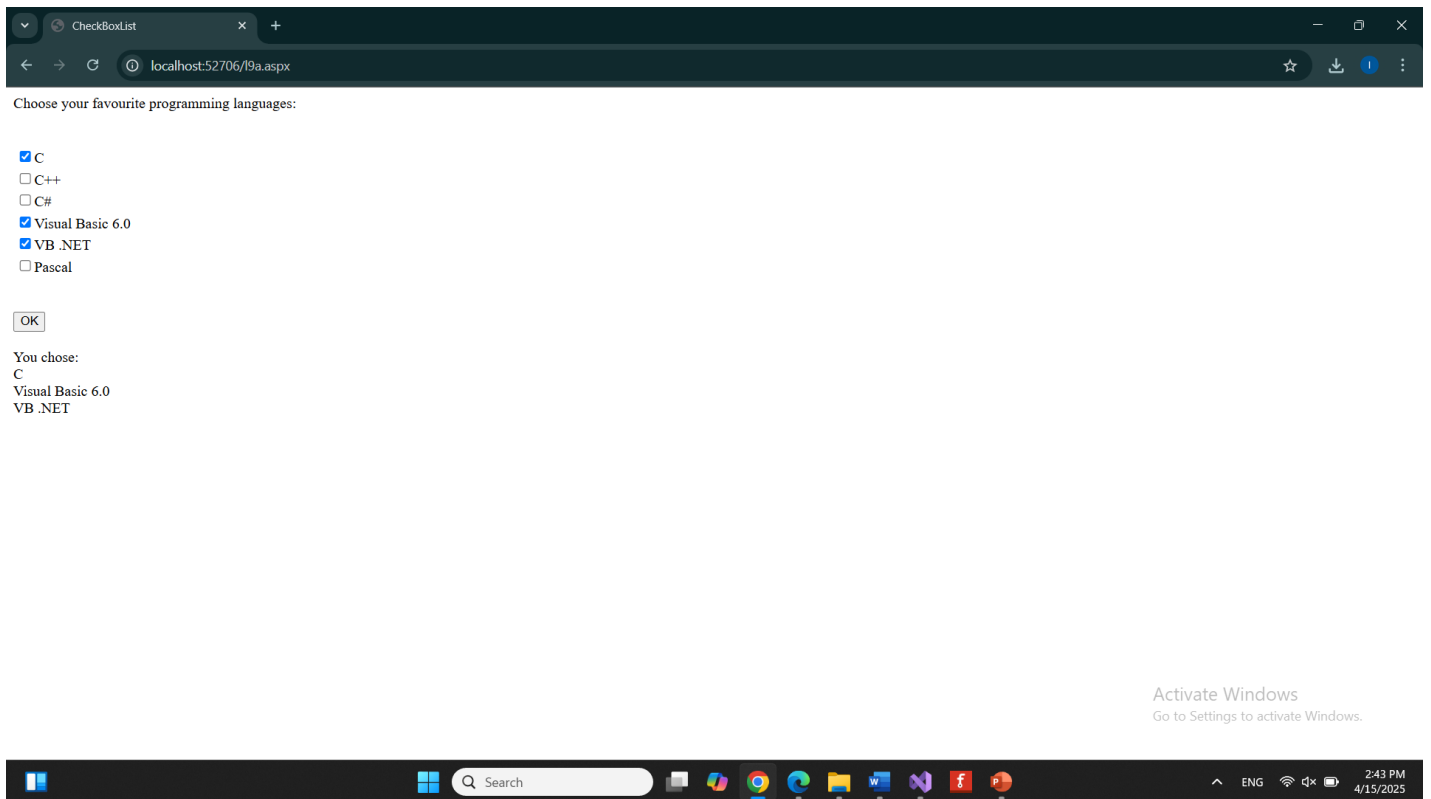 CheckBoxList
localhost:52706/l9a.aspx
Choose your favourite programming languages:
C
C++
C#
Visual Basic 6.0
VB .NET
Pascal
OK
You chose:
C
Visual Basic 6.0
VB .NET
Activate Windows
Go to Settings to activate Windows.
Search
ENG
2:43 PM
4/15/2025